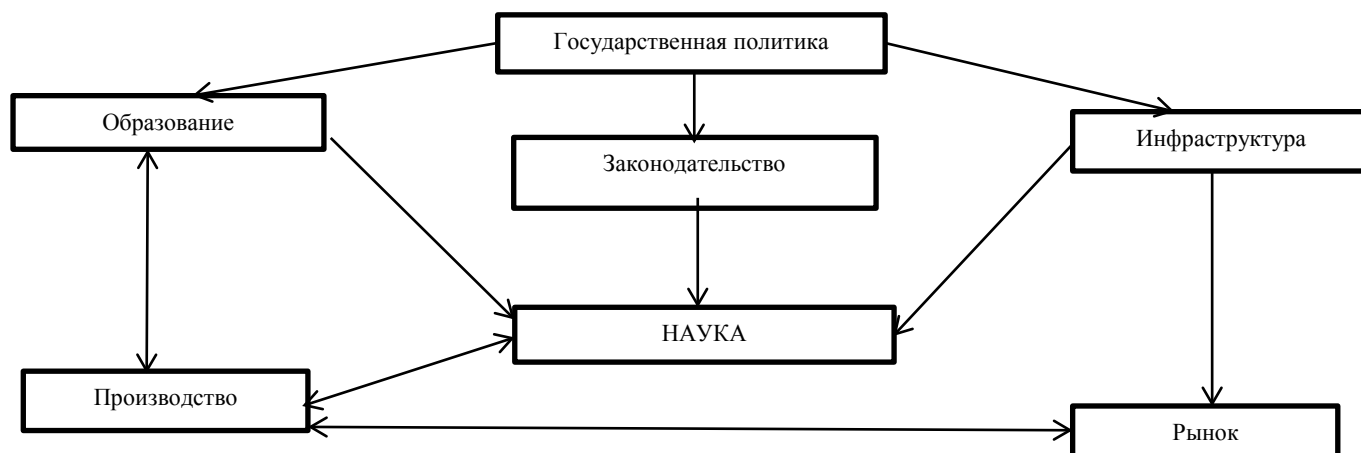 Государственная политика
Образование
Законодательство
Инфраструктура
НАУКА
Производство
Рынок